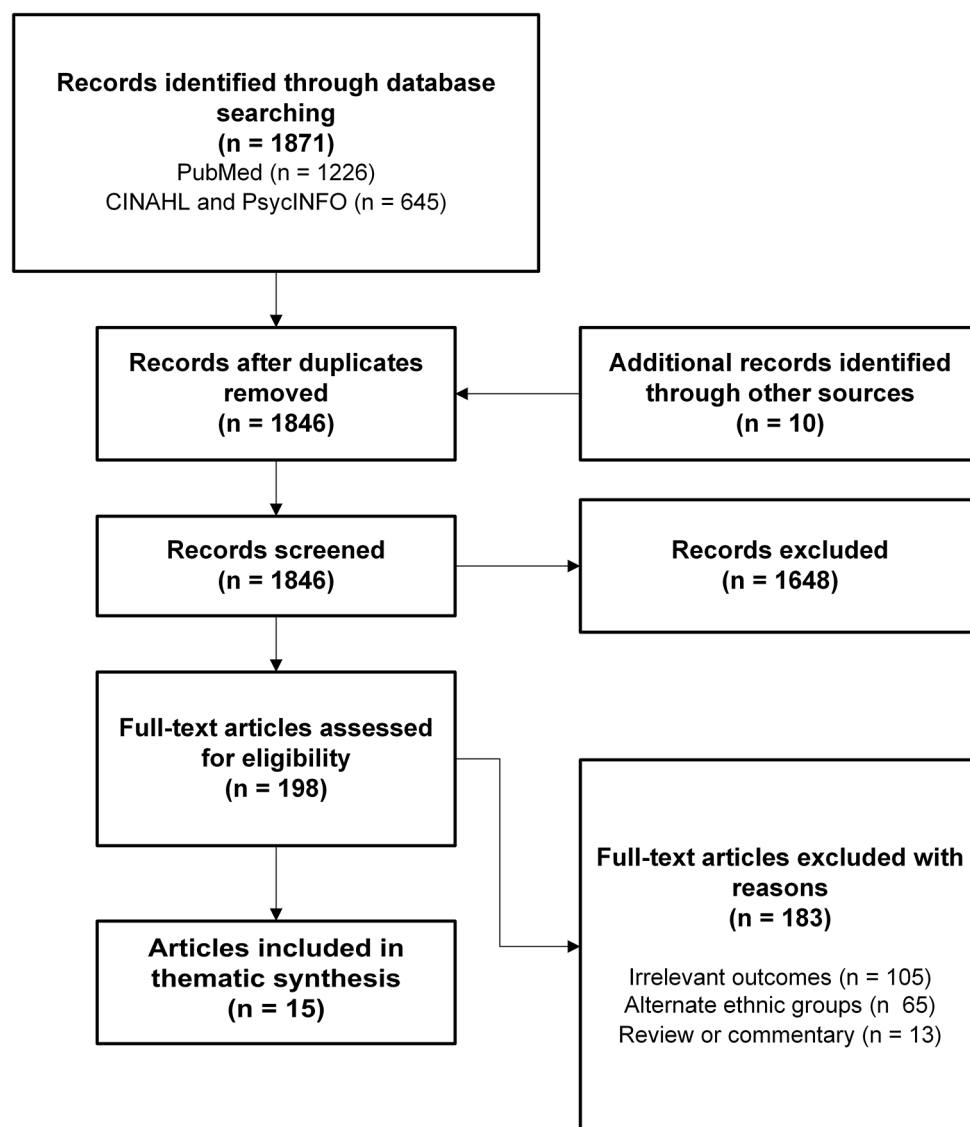 Records identified through database
searching
(n = 1871)
PubMed (n = 1226)
CINAHL and PsycINFO (n = 645)
Records after duplicates
removed
(n = 1846)
Additional records identified
through other sources
(n = 10)
Records screened
(n = 1846)
Records excluded
(n = 1648)
Full-text articles assessed
for eligibility
(n = 198)
Full-text articles excluded with
reasons
(n = 183)
Irrelevant outcomes (n = 105)
Alternate ethnic groups (n  65)
Review or commentary (n = 13)
Articles included in
thematic synthesis
(n = 15)